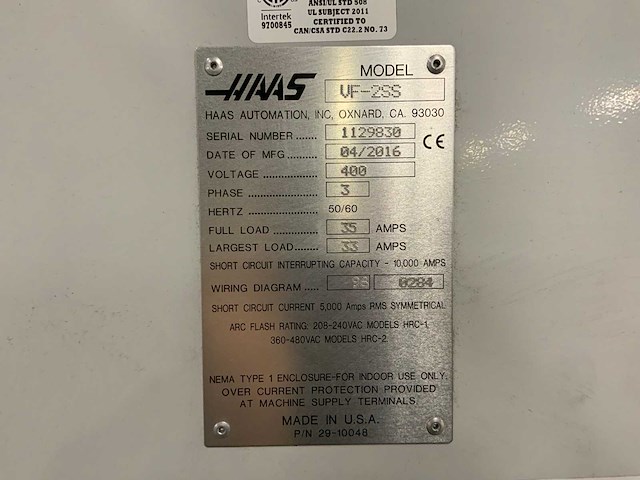 ANSI/UL STD 508
UL SUBJECT 2011
CERTIFIED TO
CAN/CSA STD C22.2 NO. 73
Intertek
9700845
HAAS
MODEL
VF-2SS
HAAS AUTOMATION, INC, OXNARD, CA. 93030
SERIAL NUMBER ...... 1129830
DATE OF MFG ......... 04/2016
CE
VOLTAGE ................. 400
PHASE ..................... 3
HERTZ ..................... 50/60
FULL LOAD .............. 35 AMPS
LARGEST LOAD ....... 33 AMPS
SHORT CIRCUIT INTERRUPTING CAPACITY - 10,000 AMPS
WIRING DIAGRAM ..... 0284
SHORT CIRCUIT CURRENT 5,000 Amps RMS SYMMETRICAL
ARC FLASH RATING: 208-240VAC MODELS HRC-1
360-480VAC MODELS HRC-2
NEMA TYPE 1 ENCLOSURE-FOR INDOOR USE ONLY.
OVER CURRENT PROTECTION PROVIDED
AT MACHINE SUPPLY TERMINALS.
MADE IN U.S.A.
P/N 29-10048